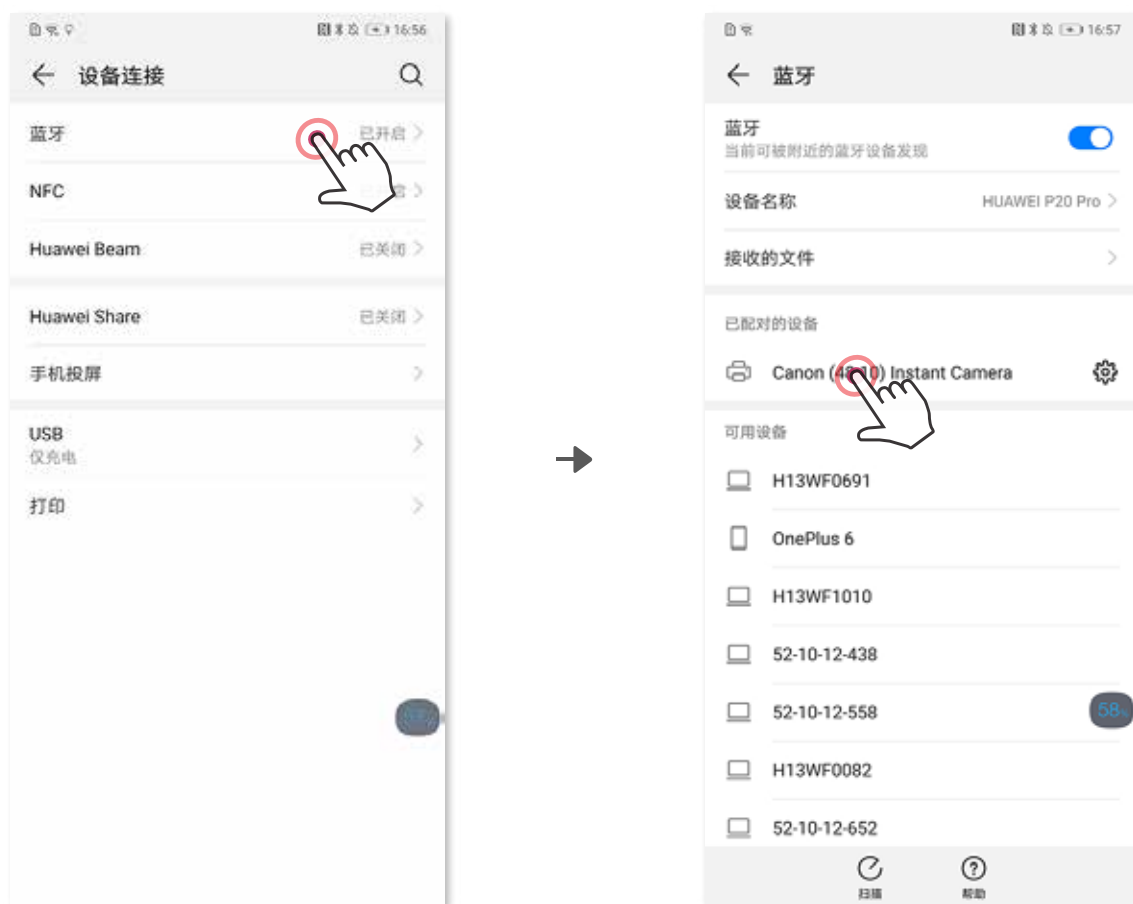 16:56
设备连接
蓝牙 已开启
NFC 启
Huawei Beam 已关闭
Huawei Share 已关闭
手机投屏
USB
仅充电
打印
16:57
蓝牙
蓝牙
当前可被附近的蓝牙设备发现
设备名称 HUAWEI P20 Pro
接收的文件
已配对的设备
Canon (48:10) Instant Camera
可用设备
H13WF0691
OnePlus 6
H13WF1010
52-10-12-438
52-10-12-558
58%
H13WF0082
52-10-12-652
扫描 帮助